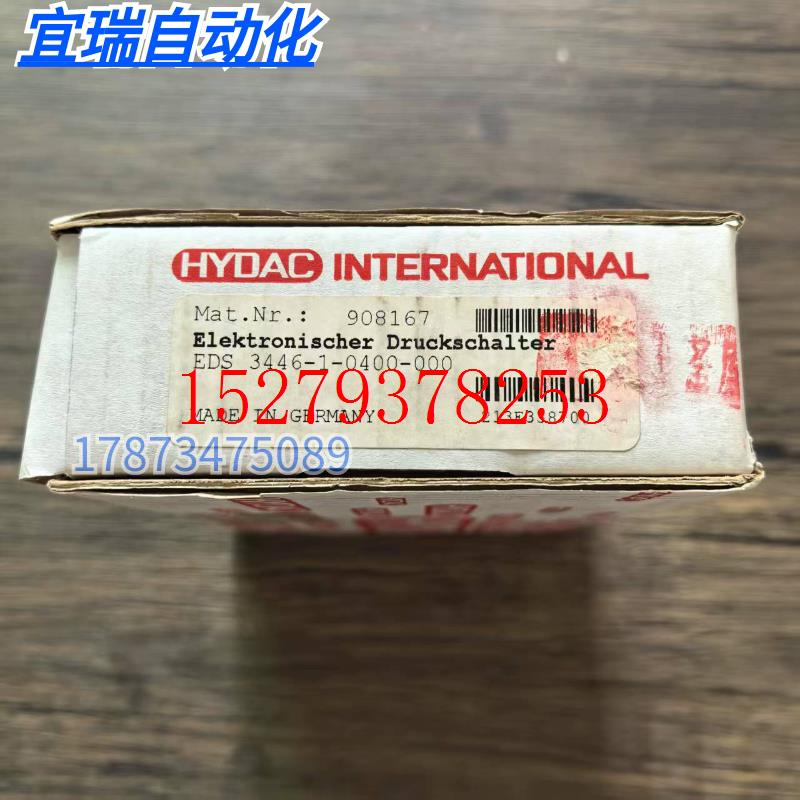 宜瑞自动化
HYDAC INTERNATIONAL
Mat.Nr.: 908167
Elektronischer Druckschalter
EDS 3446-1-0400-000
15279378253
MADE IN GERMANY
17873475089